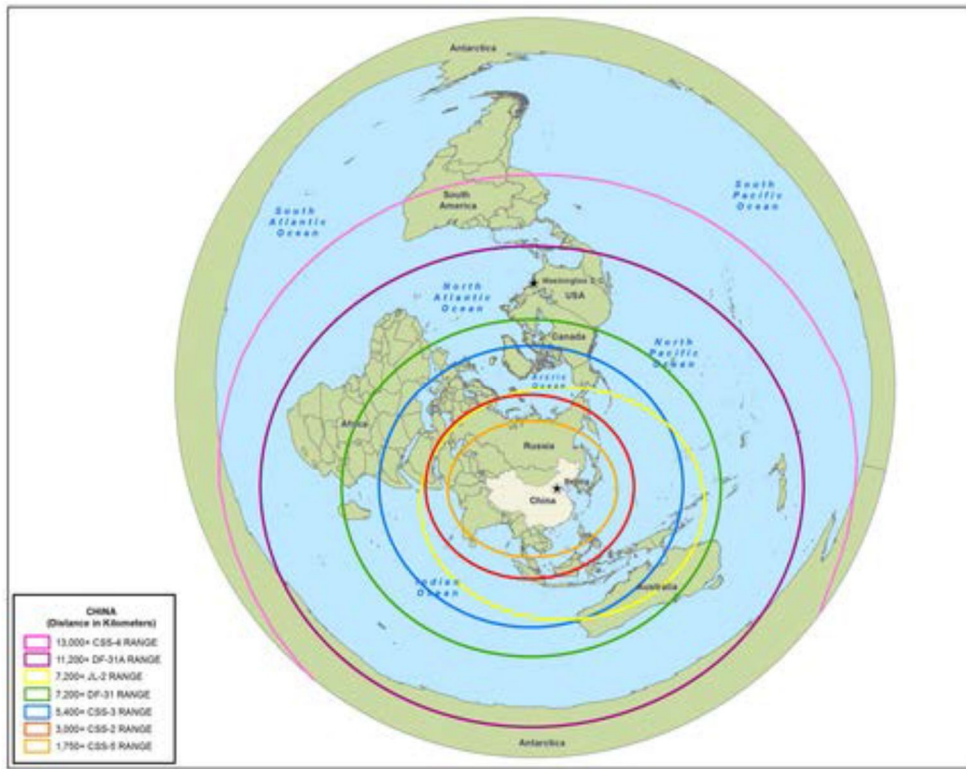 Antarctica
South
America
South
Atlantic
Ocean
South
Pacific
Ocean
Washington D.C.
USA
North
Atlantic
Ocean
Canada
North
Pacific
Ocean
Arctic
Ocean
Africa
Russia
Beijing
China
Indian
Ocean
Australia
Antarctica
CHINA
(Distance in Kilometers)
13,000+ CSS-4 RANGE
11,200+ DF-31A RANGE
7,200+ JL-2 RANGE
7,200+ DF-31 RANGE
5,400+ CSS-3 RANGE
3,000+ CSS-2 RANGE
1,750+ CSS-5 RANGE